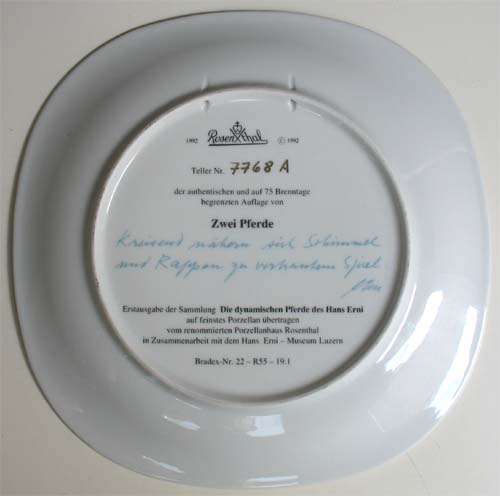 1992 Rosenthal © 1992
Teller Nr. 7768 A
der authentischen und auf 75 Brenntage
begrenzten Auflage von
Zwei Pferde
Kreisend nähern sich Schimmel
und Rappen zu vertrautem Spiel.
Erni
Erstausgabe der Sammlung Die dynamischen Pferde des Hans Erni
auf feinstes Porzellan übertragen
vom renommierten Porzellanhaus Rosenthal
in Zusammenarbeit mit dem Hans Erni – Museum Luzern
Bradex-Nr. 22 – R55 – 19.1